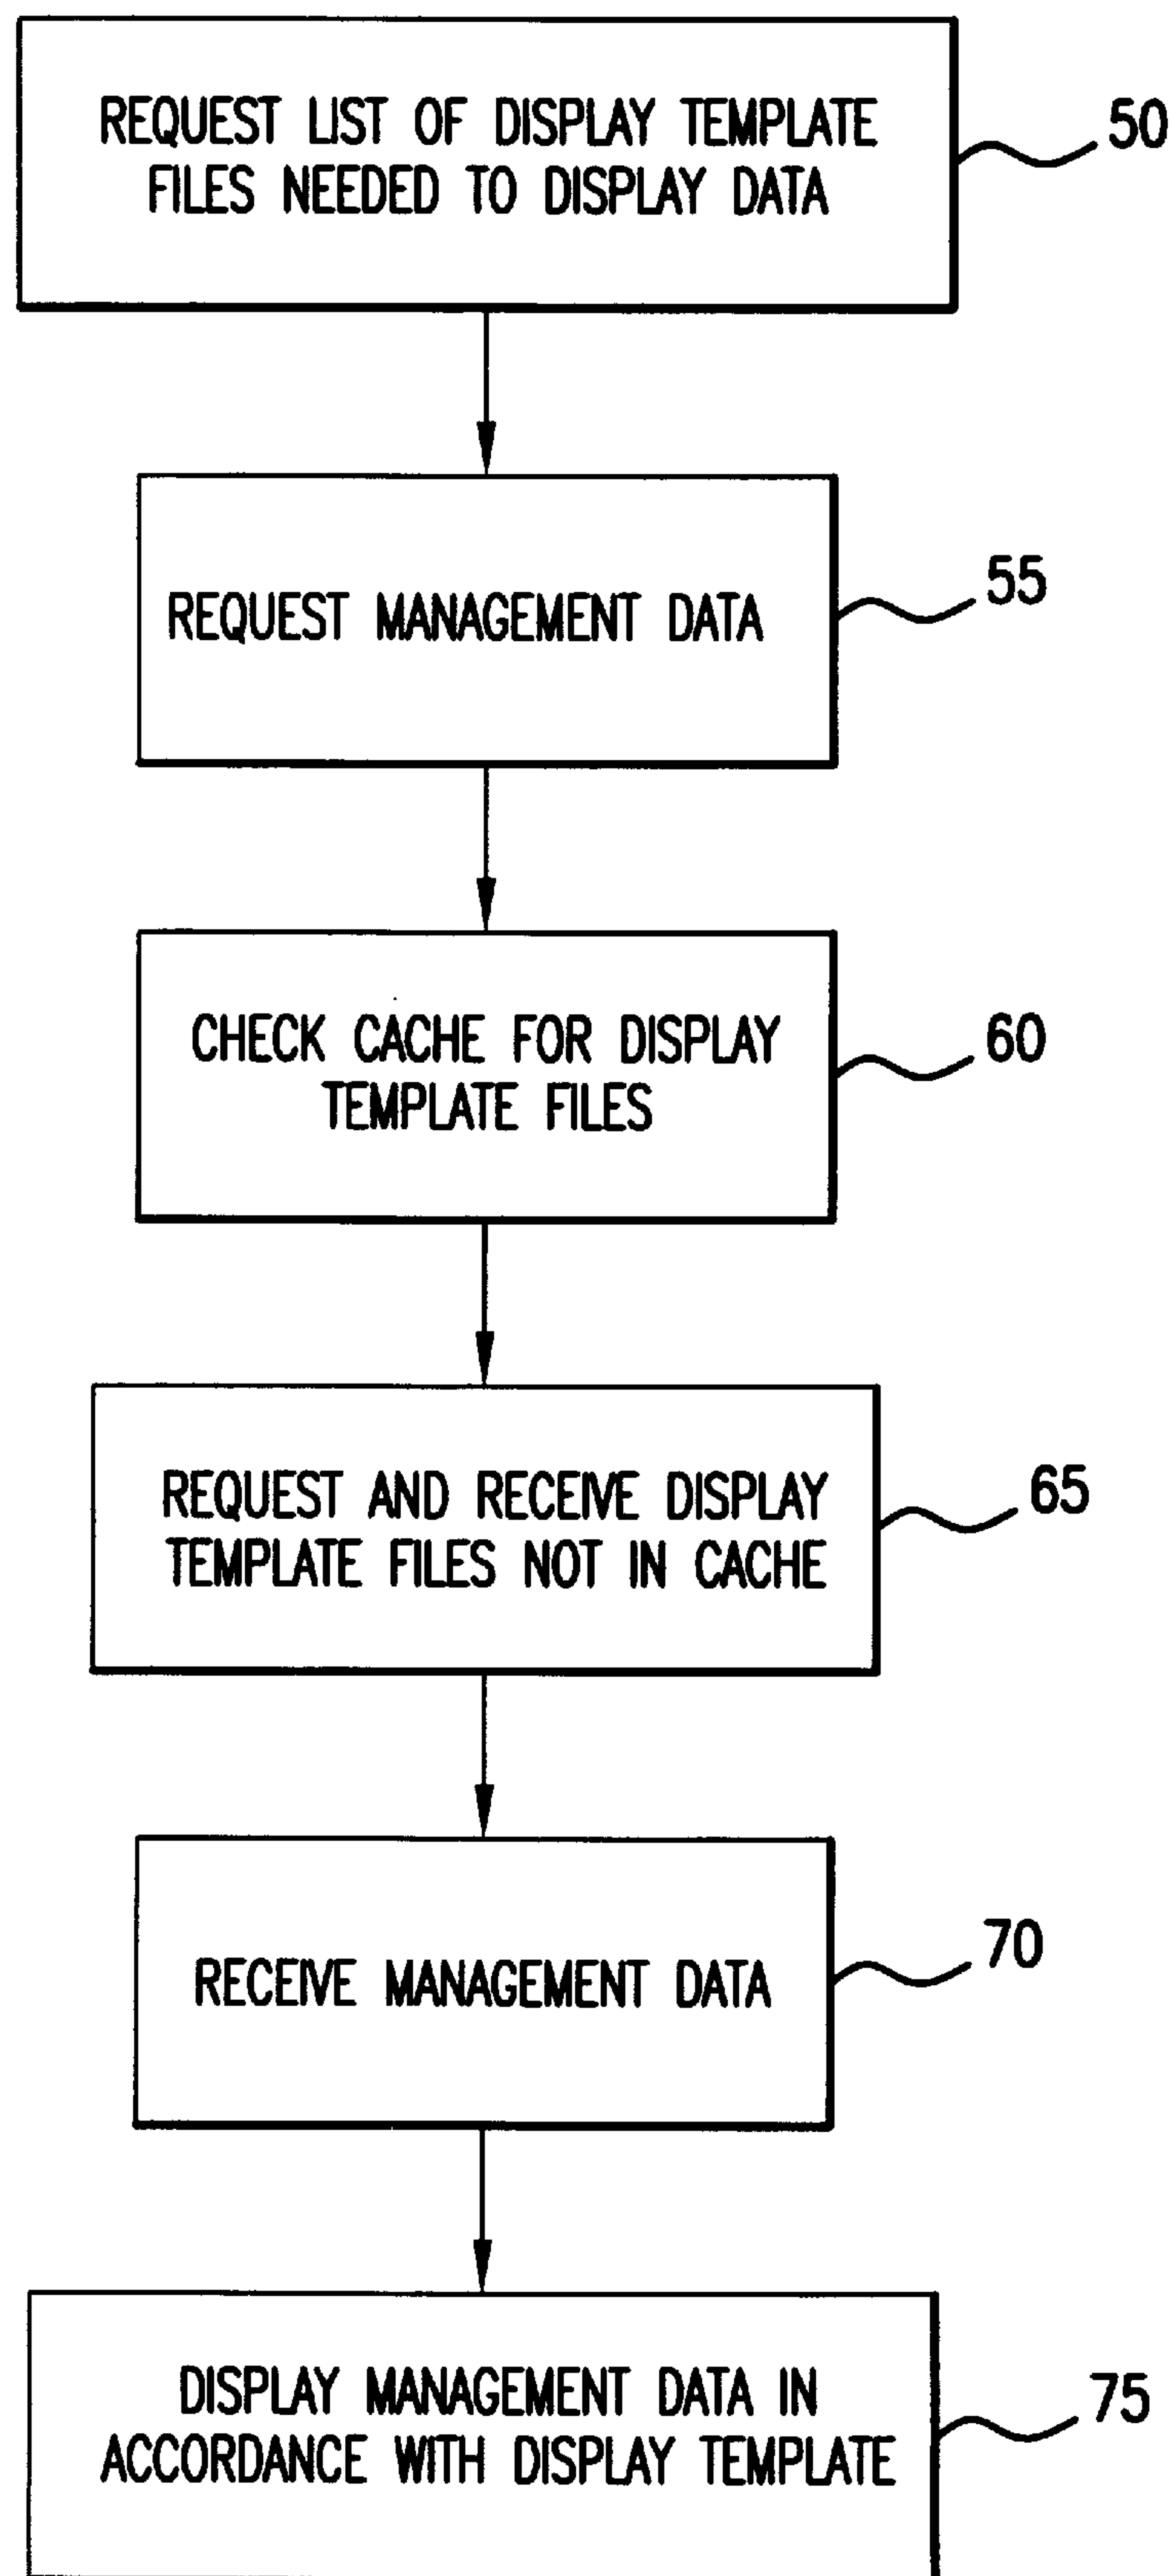 REQUEST LIST OF DISPLAY TEMPLATE
FILES NEEDED TO DISPLAY DATA
50
REQUEST MANAGEMENT DATA
55
CHECK CACHE FOR DISPLAY
TEMPLATE FILES
60
REQUEST AND RECEIVE DISPLAY
TEMPLATE FILES NOT IN CACHE
65
RECEIVE MANAGEMENT DATA
70
DISPLAY MANAGEMENT DATA IN
ACCORDANCE WITH DISPLAY TEMPLATE
75